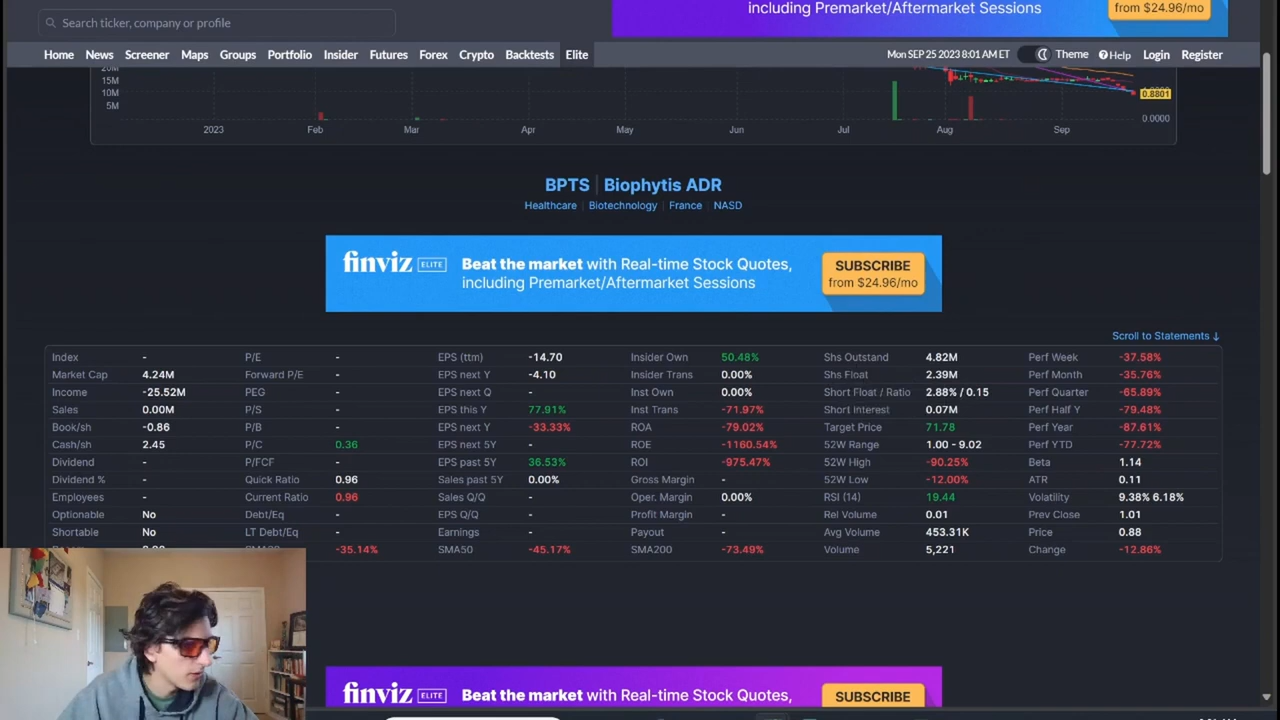 including Premarket/Aftermarket Sessions
from $24.96/mo
Search ticker, company or profile
Home News Screener Maps Groups Portfolio Insider Futures Forex Crypto Backtests Elite Mon SEP 25 2023 8:01 AM ET Theme Help Login Register
15M
10M
5M
0.8801
0.0000
2023 Feb Mar Apr May Jun Jul Aug Sep
BPTS | Biophytis ADR
Healthcare | Biotechnology | France | NASD
finviz ELITE
Beat the market with Real-time Stock Quotes,
including Premarket/Aftermarket Sessions
SUBSCRIBE
from $24.96/mo
Scroll to Statements ↓
Index - P/E - EPS (ttm) -14.70 Insider Own 50.48% Shs Outstand 4.82M Perf Week -37.58%
Market Cap 4.24M Forward P/E - EPS next Y -4.10 Insider Trans 0.00% Shs Float 2.39M Perf Month -35.76%
Income -25.52M PEG - EPS next Q - Inst Own 0.00% Short Float / Ratio 2.88% / 0.15 Perf Quarter -65.89%
Sales 0.00M P/S - EPS this Y 77.91% Inst Trans -71.97% Short Interest 0.07M Perf Half Y -79.48%
Book/sh -0.86 P/B - EPS next Y -33.33% ROA -79.02% Target Price 71.78 Perf Year -87.61%
Cash/sh 2.45 P/C 0.36 EPS next 5Y - ROE -1160.54% 52W Range 1.00 - 9.02 Perf YTD -77.72%
Dividend - P/FCF - EPS past 5Y 36.53% ROI -975.47% 52W High -90.25% Beta 1.14
Dividend % - Quick Ratio 0.96 Sales past 5Y 0.00% Gross Margin - 52W Low -12.00% ATR 0.11
Employees - Current Ratio 0.96 Sales Q/Q - Oper. Margin 0.00% RSI (14) 19.44 Volatility 9.38% 6.18%
Optionable No Debt/Eq - EPS Q/Q - Profit Margin - Rel Volume 0.01 Prev Close 1.01
Shortable No LT Debt/Eq - Earnings - Payout - Avg Volume 453.31K Price 0.88
-35.14% SMA50 -45.17% SMA200 -73.49% Volume 5,221 Change -12.86%
finviz ELITE
Beat the market with Real-time Stock Quotes,
SUBSCRIBE